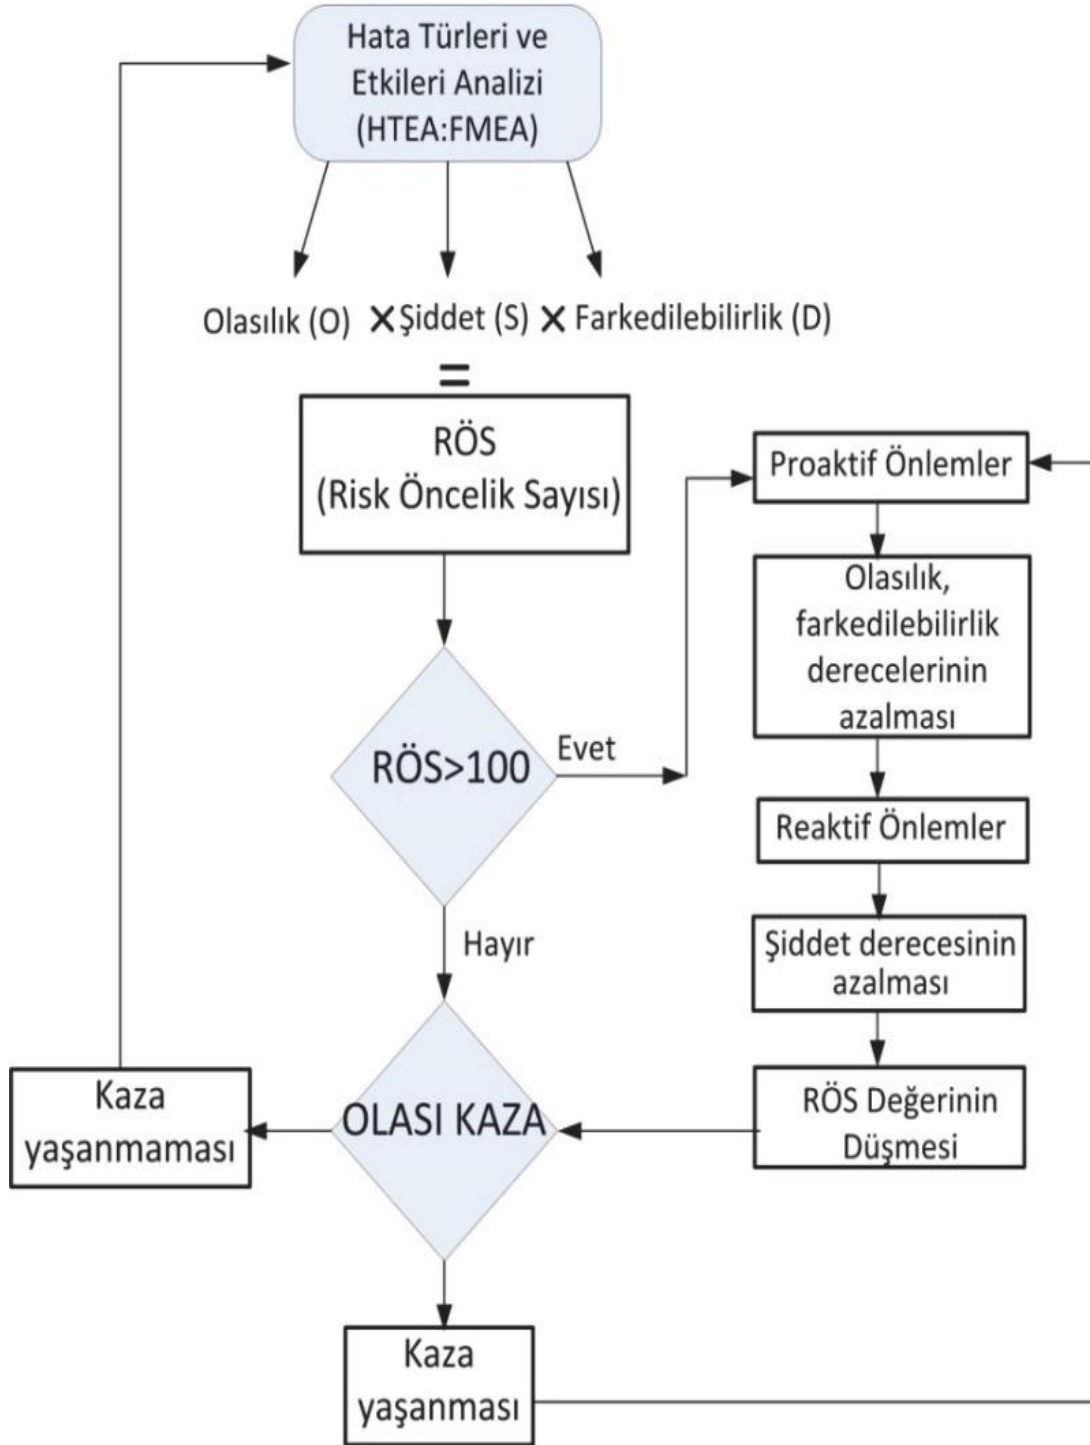 Hata Türleri ve
Etkileri Analizi
(HTEA:FMEA)
Olasılık (O) ×Şiddet (S) × Farkedilebilirlik (D)
=
RÖS
(Risk Öncelik Sayısı)
RÖS>100
Evet
Hayır
Proaktif Önlemler
Olasılık,
farkedilebilirlik
derecelerinin
azalması
Reaktif Önlemler
Şiddet derecesinin
azalması
RÖS Değerinin
Düşmesi
OLASI KAZA
Kaza
yaşanmaması
Kaza
yaşanması